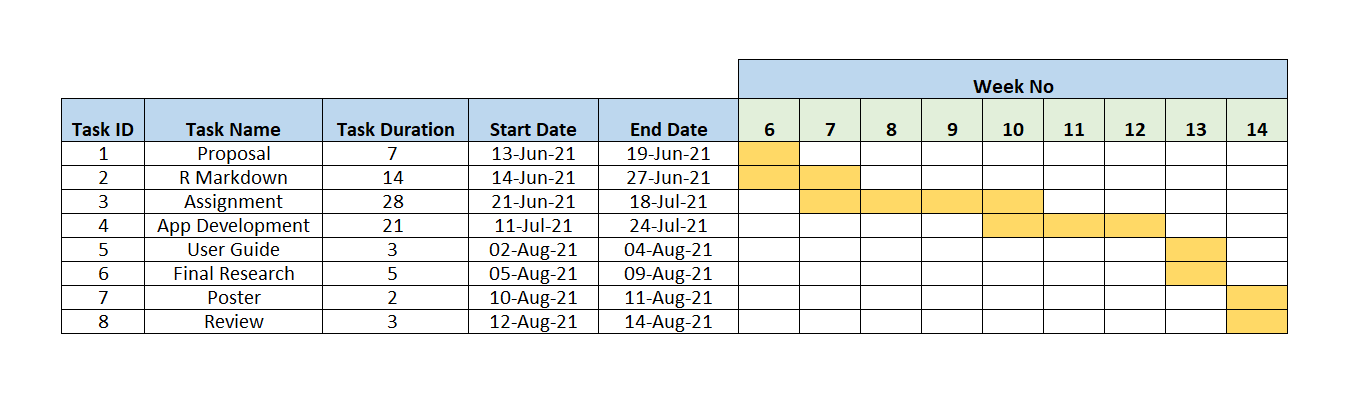 Week No
Task ID Task Name Task Duration Start Date End Date 6 7 8 9 10 11 12 13 14
1 Proposal 7 13-Jun-21 19-Jun-21
2 R Markdown 14 14-Jun-21 27-Jun-21
3 Assignment 28 21-Jun-21 18-Jul-21
4 App Development 21 11-Jul-21 24-Jul-21
5 User Guide 3 02-Aug-21 04-Aug-21
6 Final Research 5 05-Aug-21 09-Aug-21
7 Poster 2 10-Aug-21 11-Aug-21
8 Review 3 12-Aug-21 14-Aug-21